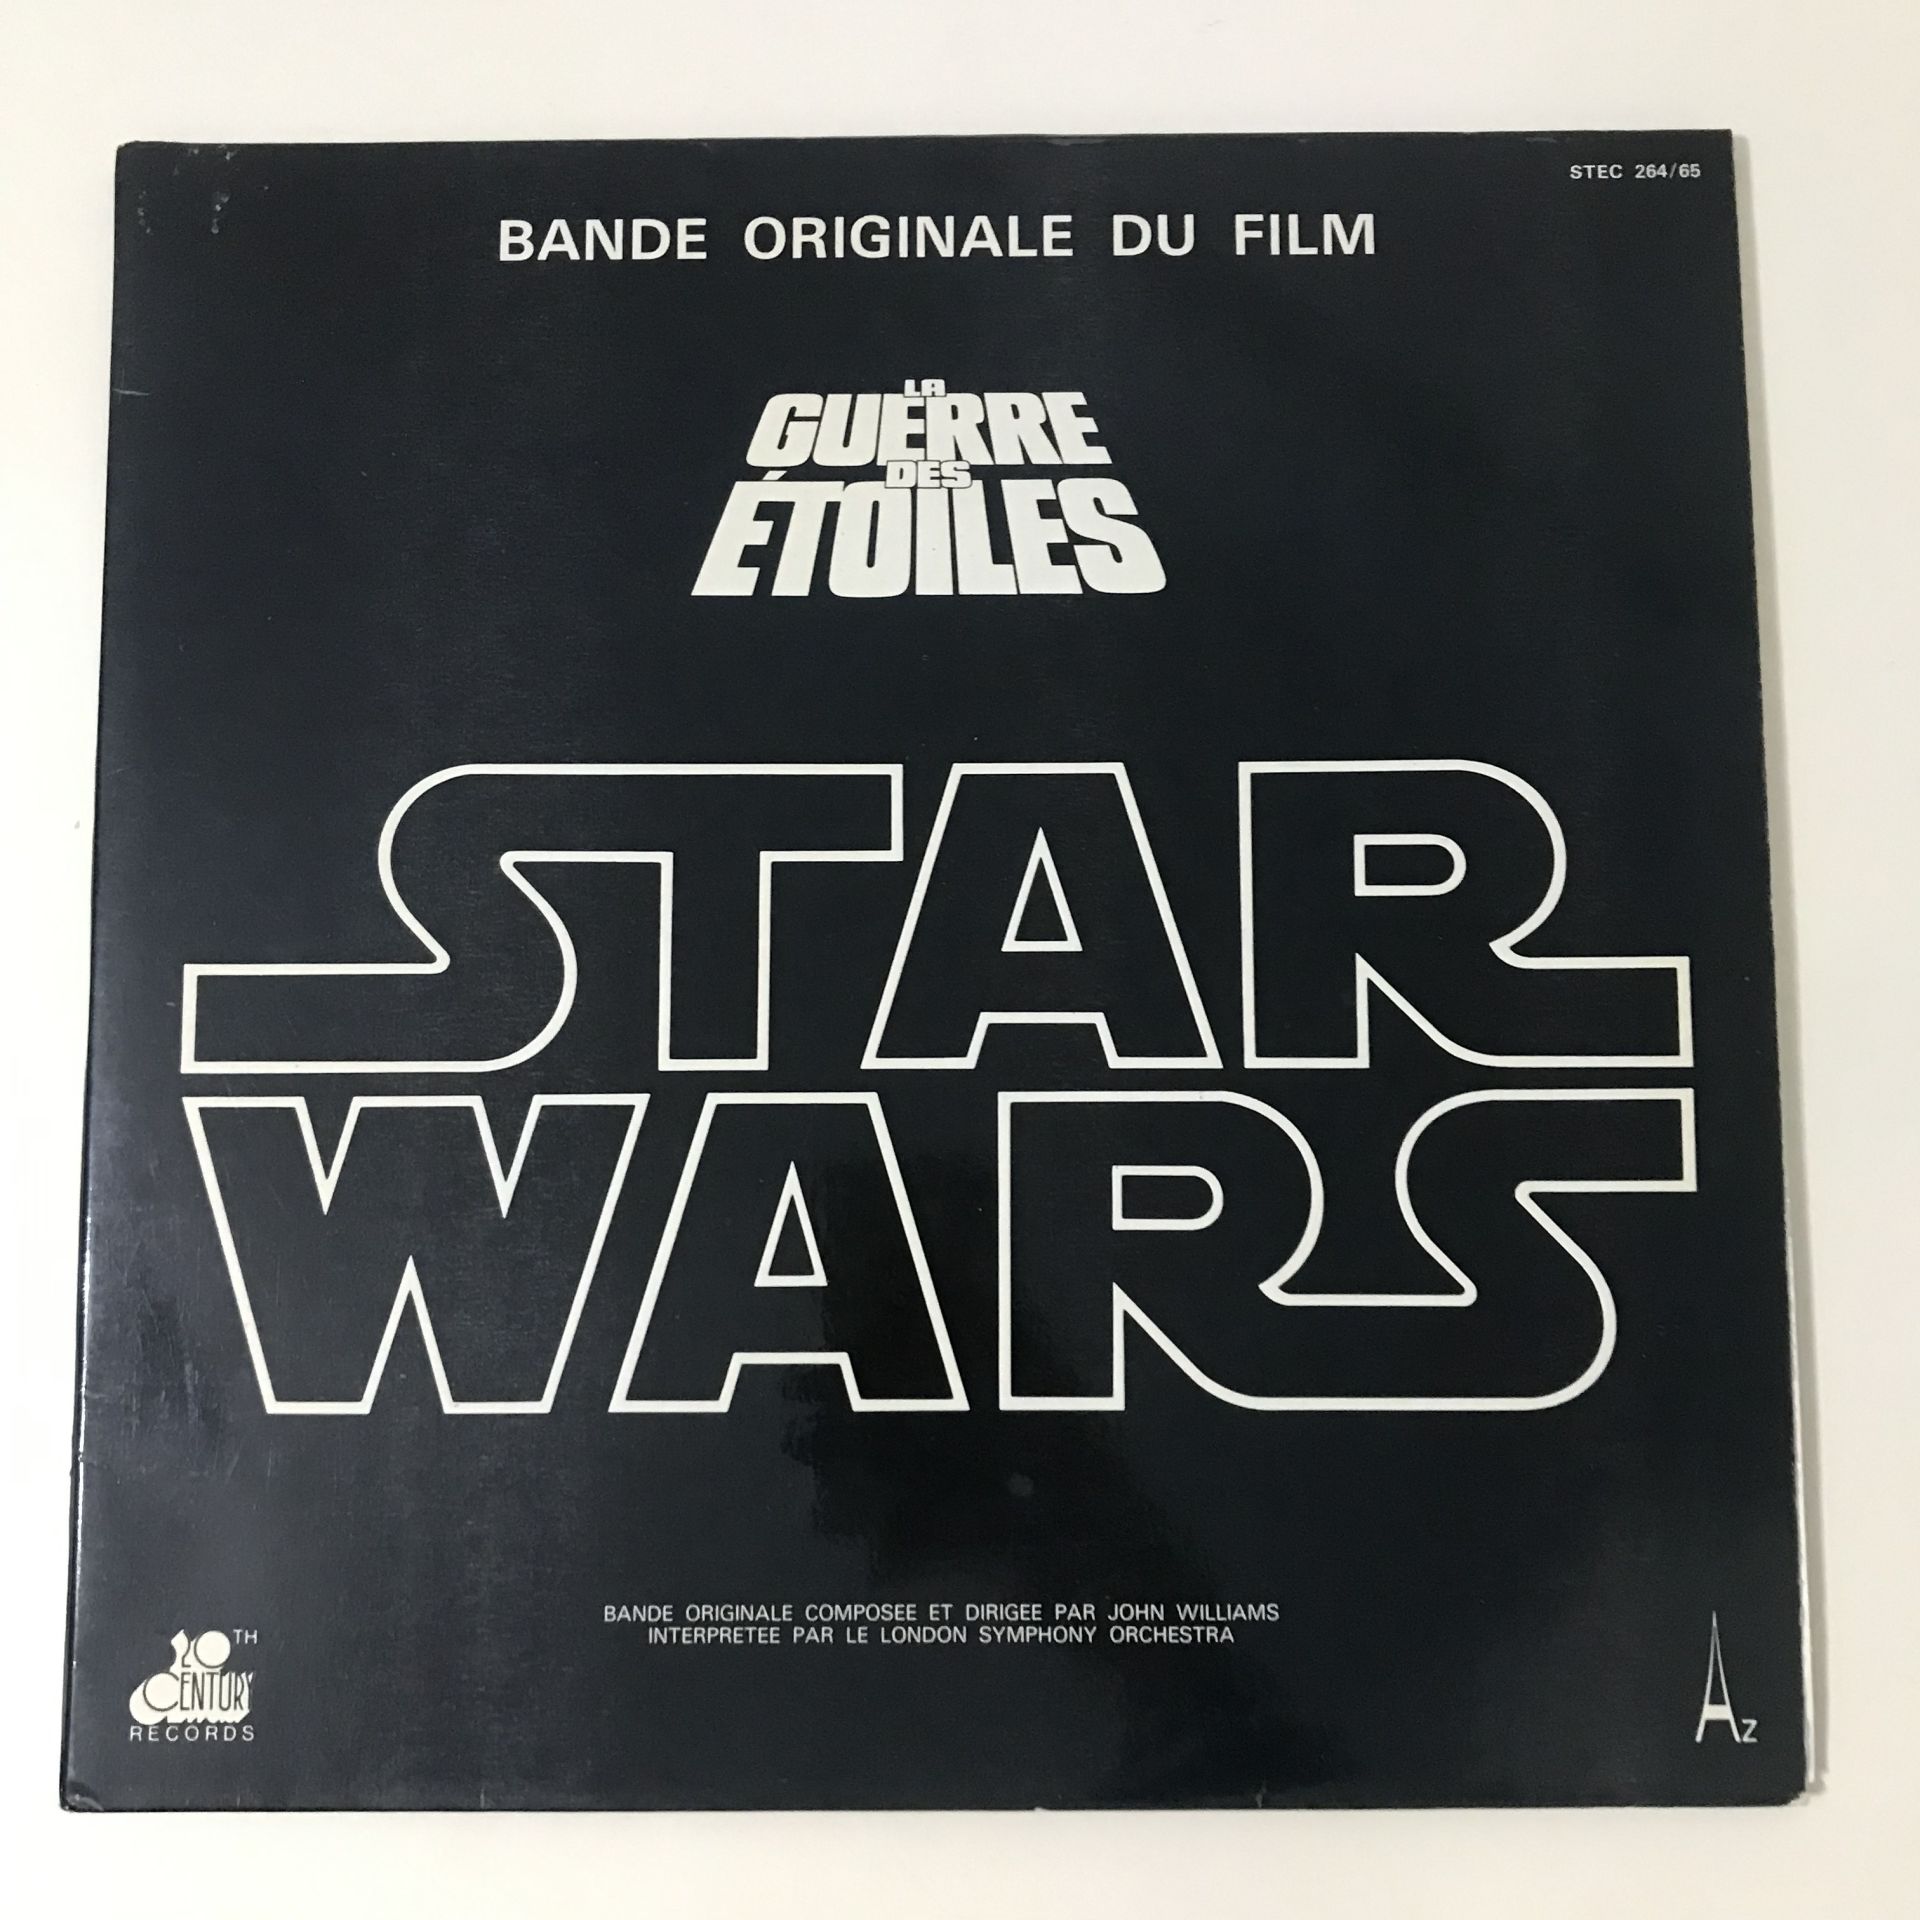 STEC 264/65
BANDE ORIGINALE DU FILM
LA
GUERRE
DES
ÉTOILES
STAR
WARS
BANDE ORIGINALE COMPOSEE ET DIRIGEE PAR JOHN WILLIAMS
INTERPRETEE PAR LE LONDON SYMPHONY ORCHESTRA
20TH
CENTURY
RECORDS
AZ